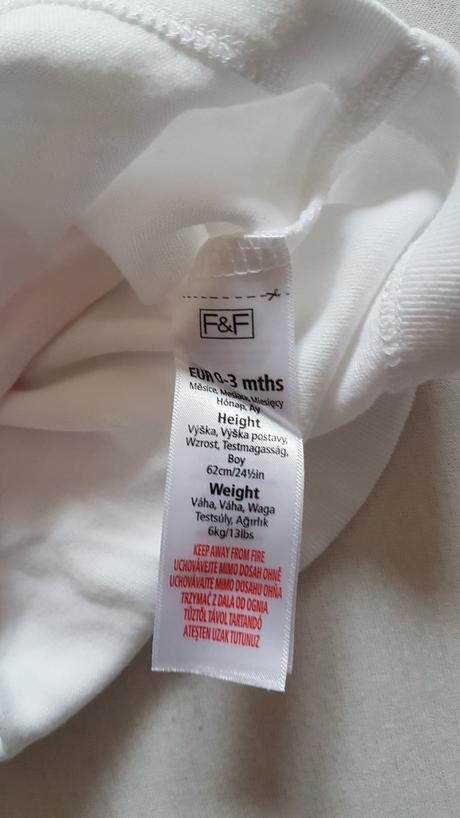 F&F
EUR 0-3 mths
Měsíce, Mesiace, Miesięcy
Hónap, Ay
Height
Výška, Výška postavy,
Wzrost, Testmagasság,
Boy
62cm/24½in
Weight
Váha, Váha, Waga
Testsúly, Ağırlık
6kg/13lbs
KEEP AWAY FROM FIRE
UCHOVÁVEJTE MIMO DOSAH OHNĚ
UCHOVÁVAJTE MIMO DOSAHU OHŇA
TRZYMAĆ Z DALA OD OGNIA
TŰZTŐL TÁVOL TARTANDÓ
ATEŞTEN UZAK TUTUNUZ